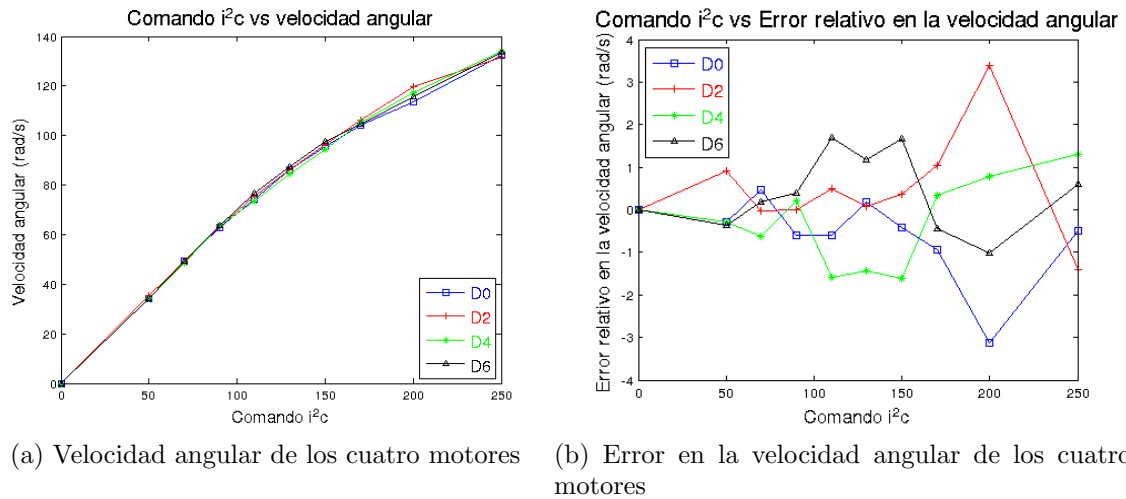 Comando i²c vs velocidad angular
Velocidad angular (rad/s)
140
120
100
80
60
40
20
0
0 50 100 150 200 250
Comando i²c
D0
D2
D4
D6
(a) Velocidad angular de los cuatro motores
Comando i²c vs Error relativo en la velocidad angular
Error relativo en la velocidad angular (rad/s)
4
3
2
1
0
-1
-2
-3
-4
0 50 100 150 200 250
Comando i²c
D0
D2
D4
D6
(b) Error en la velocidad angular de los cuatro
motores